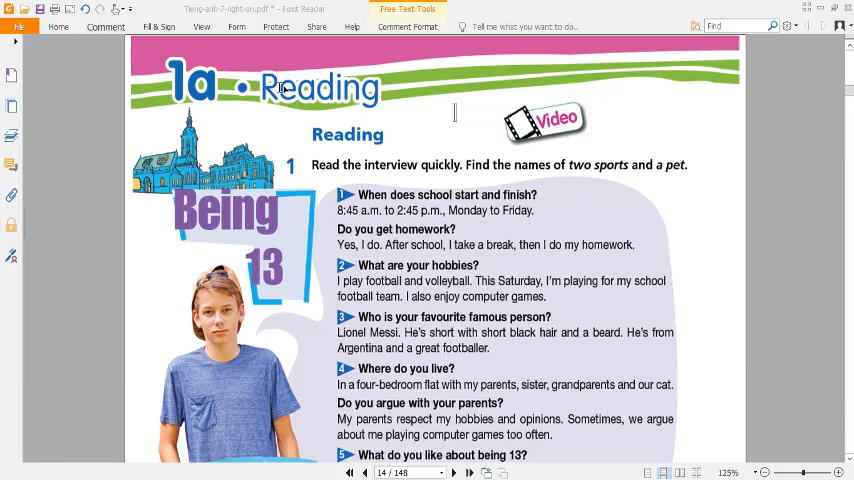 Tieng-anh-7-right-on.pdf * - Foxit Reader
Free Text Tools
File
Home
Comment
Fill & Sign
View
Form
Protect
Share
Help
Comment Format
Tell me what you want to do..
Find
1a • Reading
Video
Reading
1 Read the interview quickly. Find the names of two sports and a pet.
Being
13
1 When does school start and finish?
8:45 a.m. to 2:45 p.m., Monday to Friday.
Do you get homework?
Yes, I do. After school, I take a break, then I do my homework.
2 What are your hobbies?
I play football and volleyball. This Saturday, I'm playing for my school
football team. I also enjoy computer games.
3 Who is your favourite famous person?
Lionel Messi. He's short with short black hair and a beard. He's from
Argentina and a great footballer.
4 Where do you live?
In a four-bedroom flat with my parents, sister, grandparents and our cat.
Do you argue with your parents?
My parents respect my hobbies and opinions. Sometimes, we argue
about me playing computer games too often.
5 What do you like about being 13?
14 / 148
125%